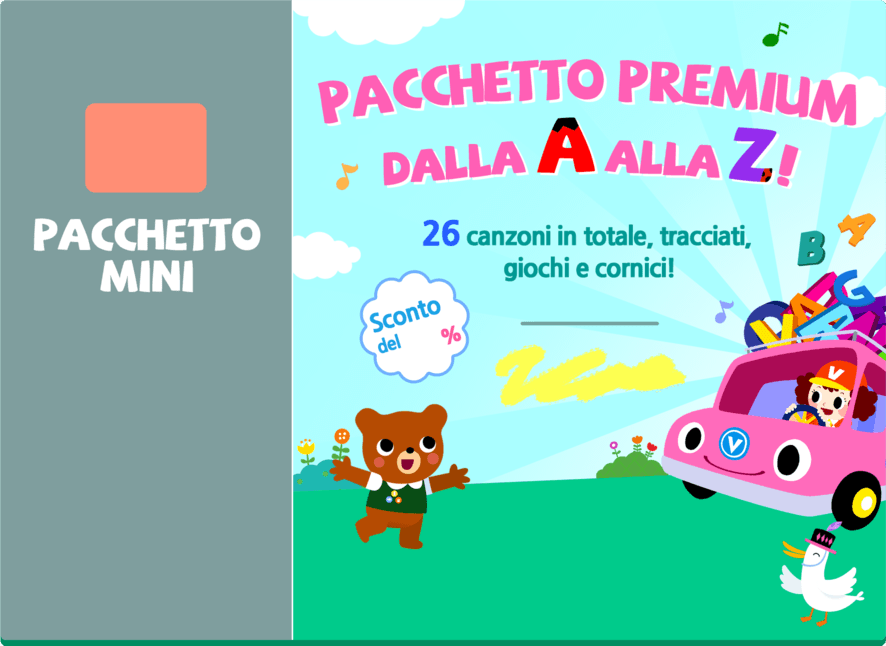 PACCHETTO
MINI
PACCHETTO PREMIUM
DALLA A ALLA Z!
26 canzoni in totale, tracciati,
giochi e cornici!
Sconto
del %
B A
G
V
V